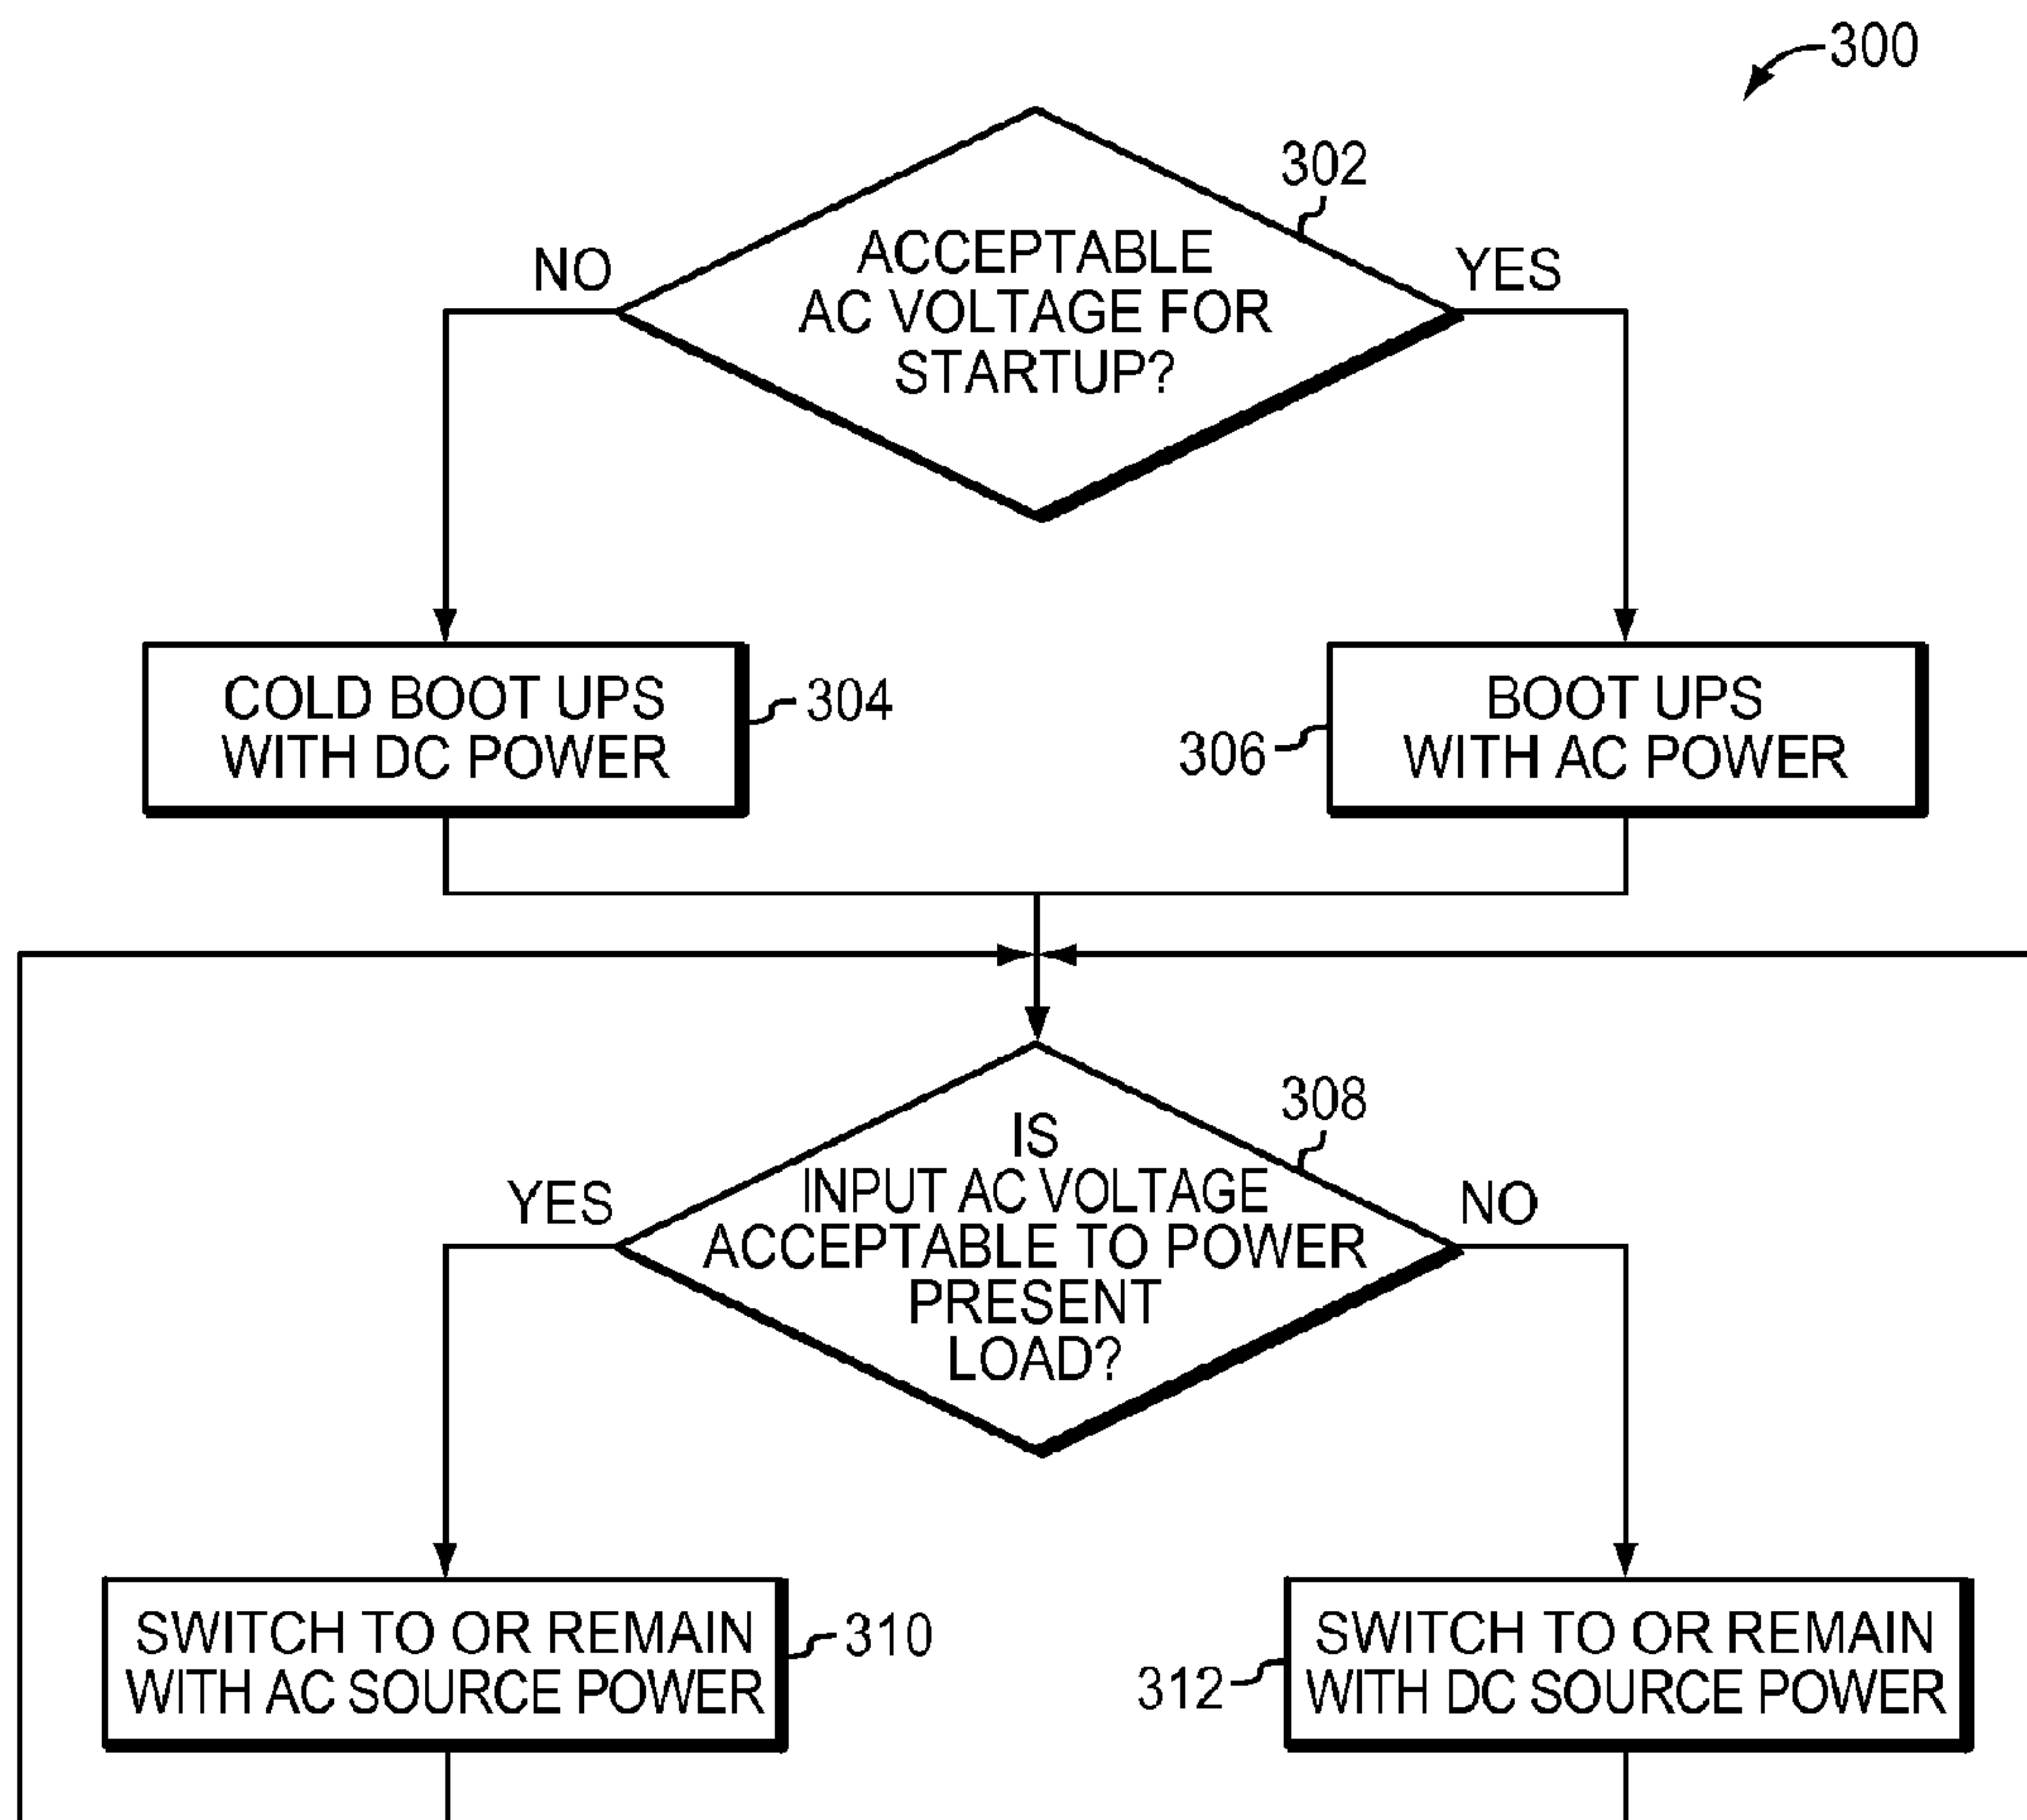 300
302
ACCEPTABLE
AC VOLTAGE FOR
STARTUP?
NO
YES
COLD BOOT UPS
WITH DC POWER
304
306
BOOT UPS
WITH AC POWER
308
IS
INPUT AC VOLTAGE
ACCEPTABLE TO POWER
PRESENT
LOAD?
YES
NO
SWITCH TO OR REMAIN
WITH AC SOURCE POWER
310
312
SWITCH TO OR REMAIN
WITH DC SOURCE POWER